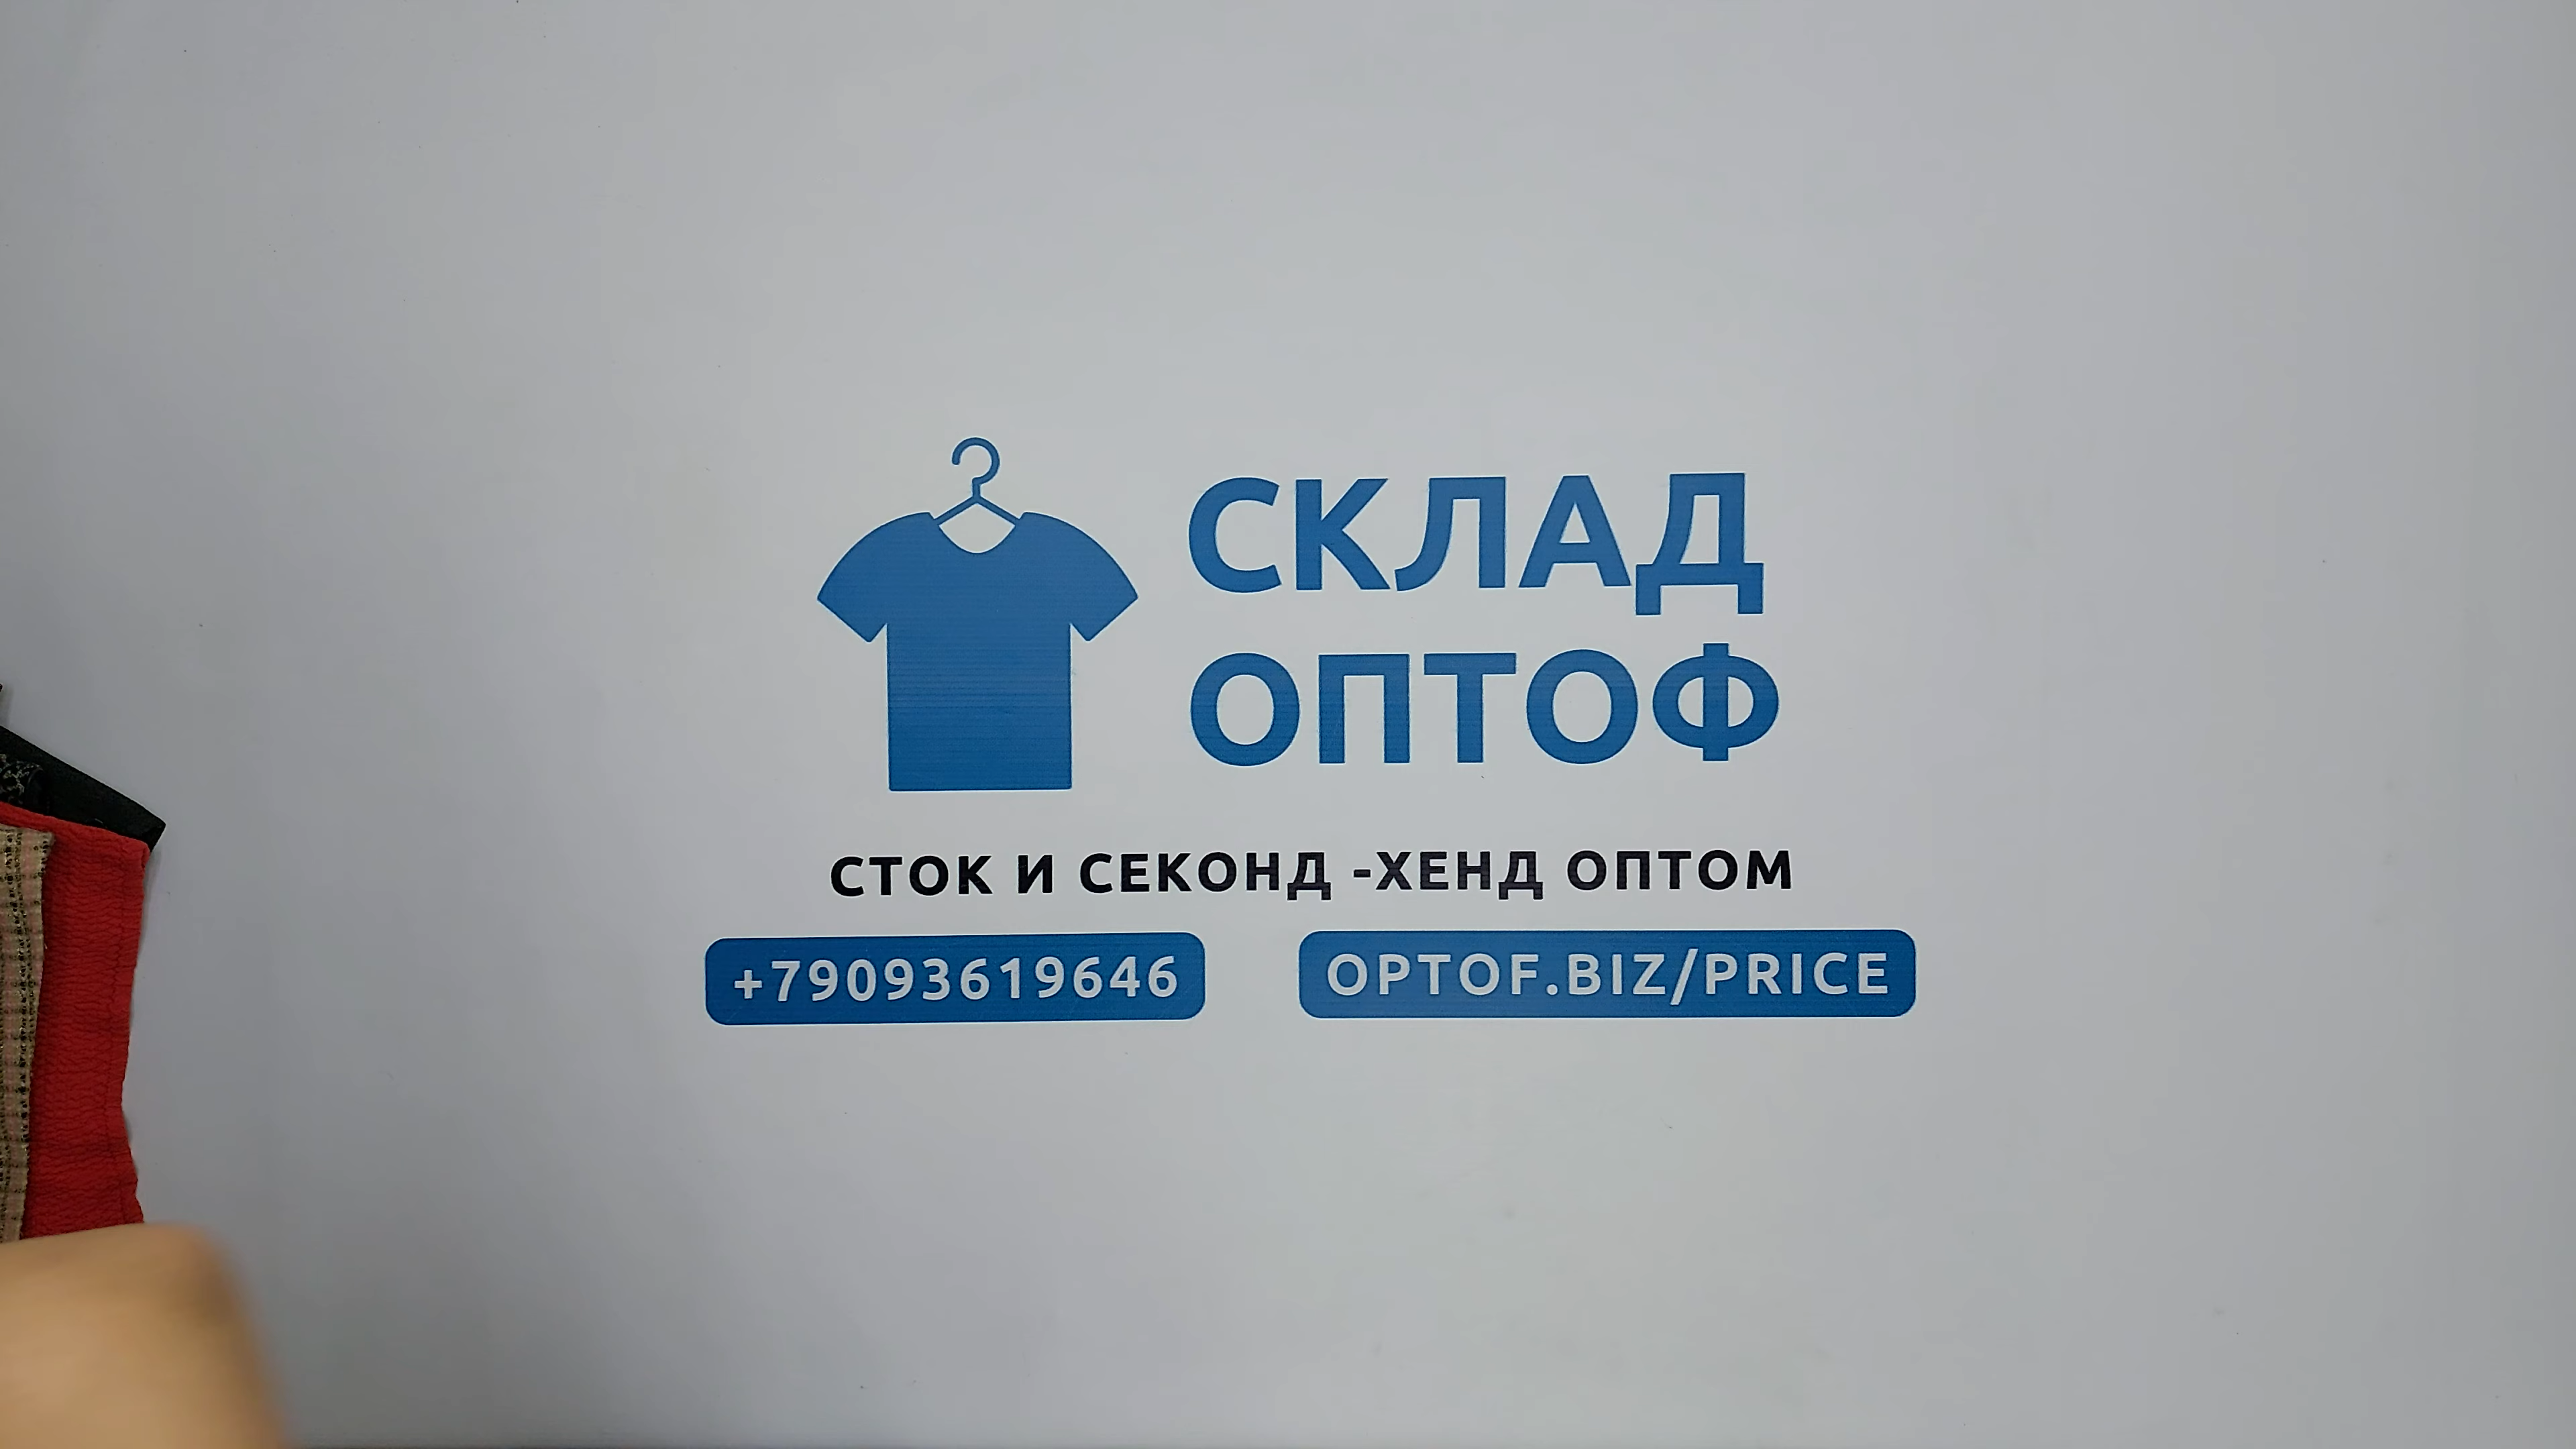 СКЛАД
ОПТОФ
СТОК И СЕКОНД -ХЕНД ОПТОМ
+79093619646
OPTOF.BIZ/PRICE